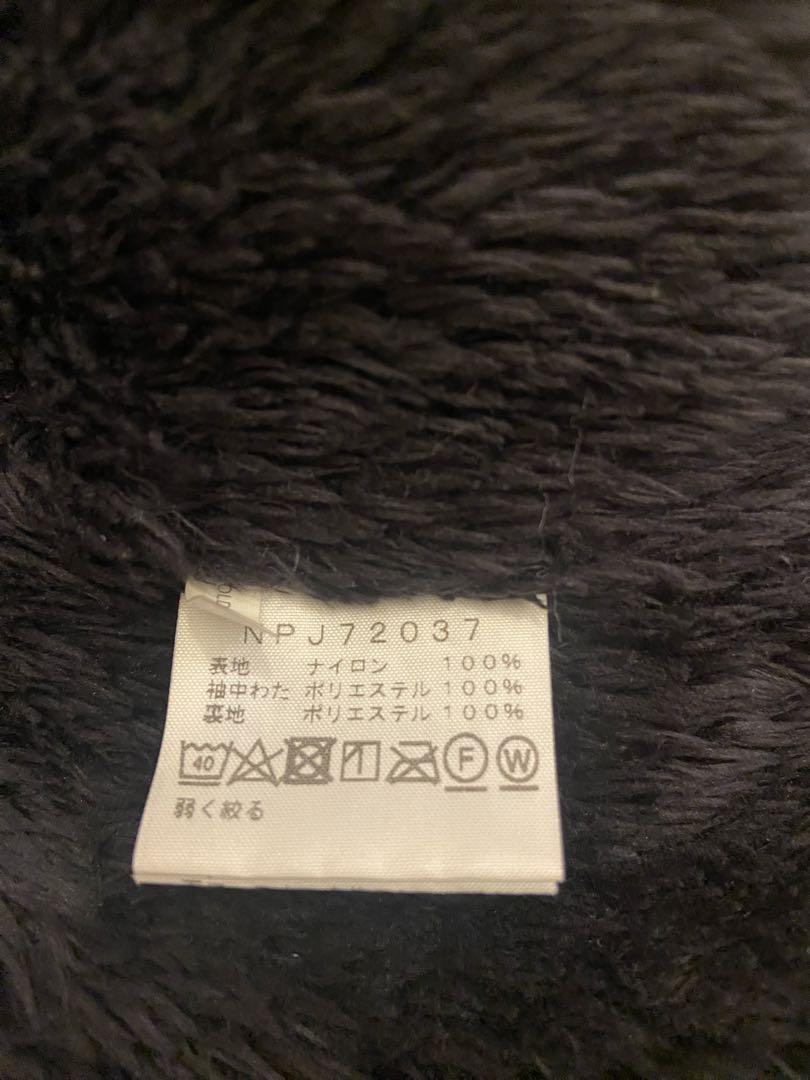 NPJ72037
表地 ナイロン 100%
袖中わた ポリエステル 100%
裏地 ポリエステル 100%
40 F W
弱く絞る